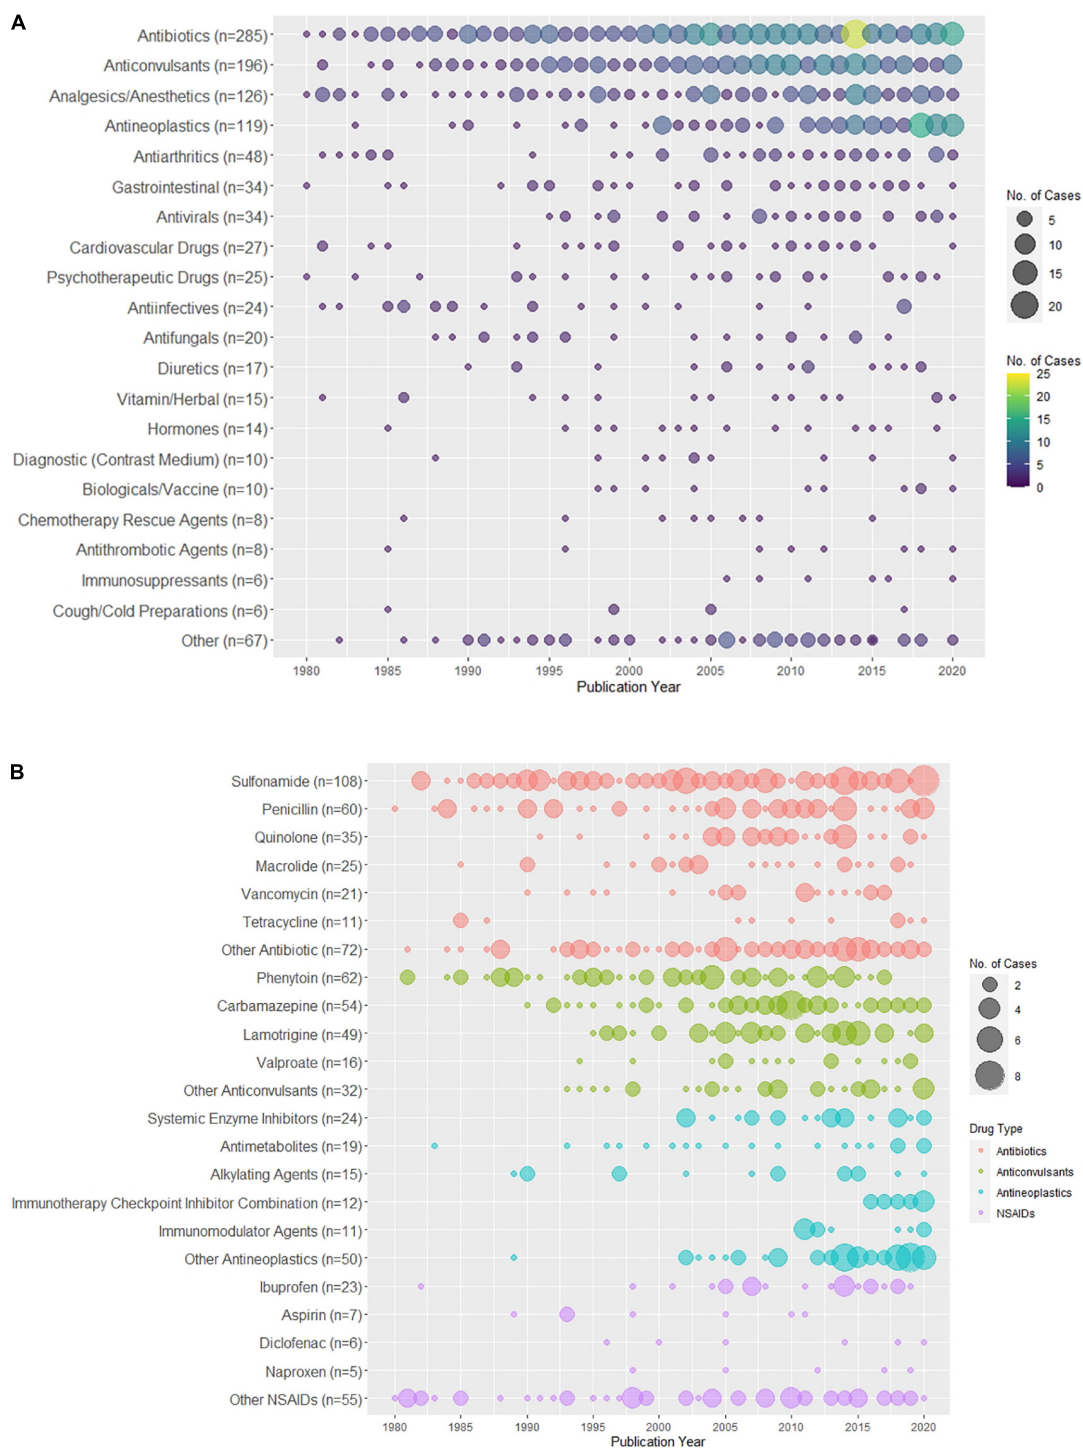 A
Antibiotics (n=285)
Anticonvulsants (n=196)
Analgesics/Anesthetics (n=126)
Antineoplastics (n=119)
Antiarthritics (n=48)
Gastrointestinal (n=34)
Antivirals (n=34)
Cardiovascular Drugs (n=27)
Psychotherapeutic Drugs (n=25)
Antiinfectives (n=24)
Antifungals (n=20)
Diuretics (n=17)
Vitamin/Herbal (n=15)
Hormones (n=14)
Diagnostic (Contrast Medium) (n=10)
Biologicals/Vaccine (n=10)
Chemotherapy Rescue Agents (n=8)
Antithrombotic Agents (n=8)
Immunosuppressants (n=6)
Cough/Cold Preparations (n=6)
Other (n=67)
1980 1985 1990 1995 2000 2005 2010 2015 2020
Publication Year
No. of Cases
5
10
15
20
No. of Cases
25
20
15
10
5
0
B
Sulfonamide (n=108)
Penicillin (n=60)
Quinolone (n=35)
Macrolide (n=25)
Vancomycin (n=21)
Tetracycline (n=11)
Other Antibiotic (n=72)
Phenytoin (n=62)
Carbamazepine (n=54)
Lamotrigine (n=49)
Valproate (n=16)
Other Anticonvulsants (n=32)
Systemic Enzyme Inhibitors (n=24)
Antimetabolites (n=19)
Alkylating Agents (n=15)
Immunotherapy Checkpoint Inhibitor Combination (n=12)
Immunomodulator Agents (n=11)
Other Antineoplastics (n=50)
Ibuprofen (n=23)
Aspirin (n=7)
Diclofenac (n=6)
Naproxen (n=5)
Other NSAIDs (n=55)
1980 1985 1990 1995 2000 2005 2010 2015 2020
Publication Year
No. of Cases
2
4
6
8
Drug Type
Antibiotics
Anticonvulsants
Antineoplastics
NSAIDs